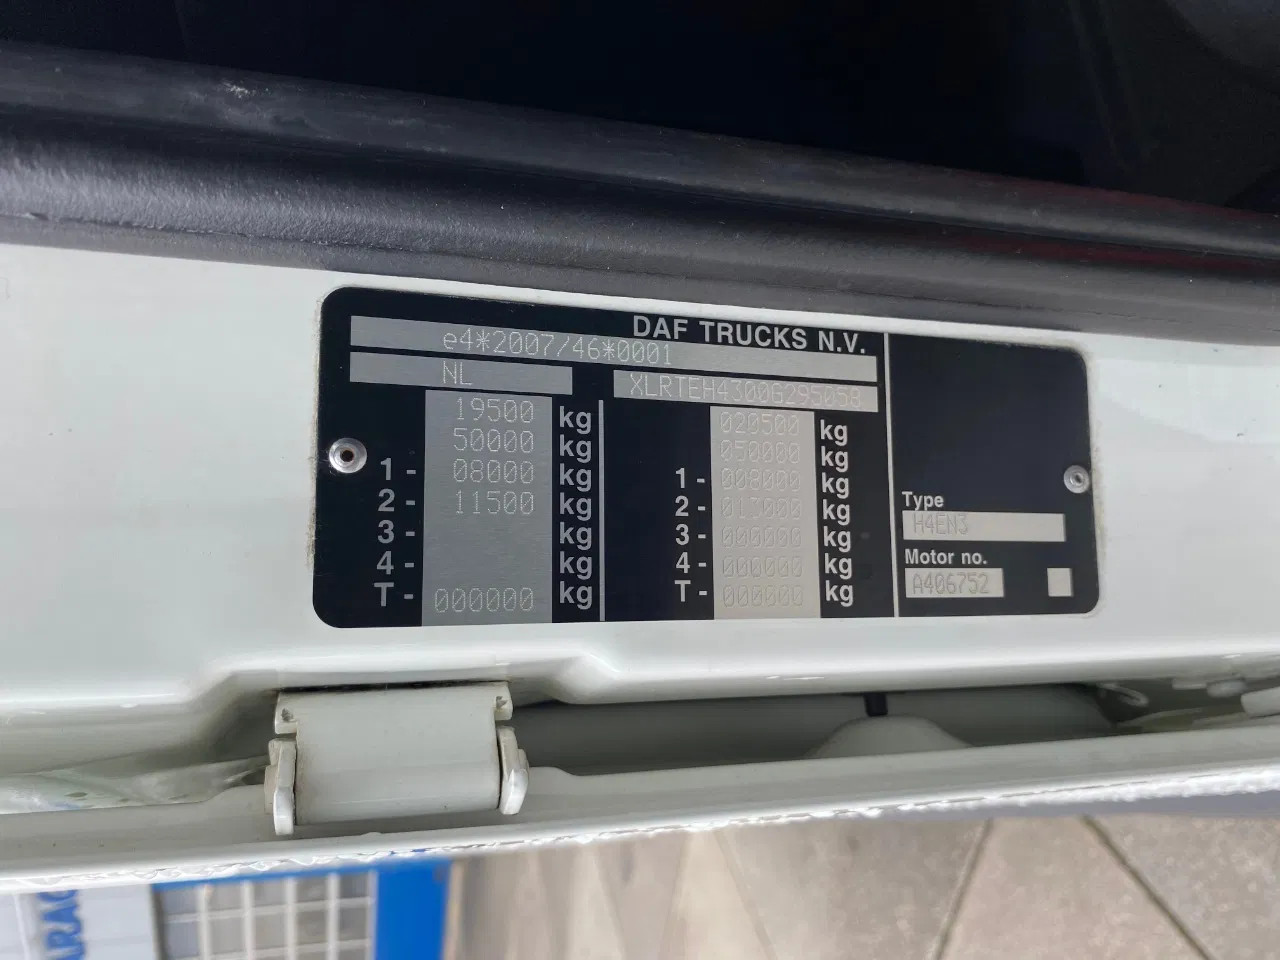 DAF TRUCKS N.V.
e4*2007/46*0001
NL XLRTEH4300G295058
19500 kg 020500 kg
50000 kg 050000 kg
1 - 08000 kg 1 - 008000 kg
2 - 11500 kg 2 - 013000 kg
3 - kg 3 - 000000 kg
4 - kg 4 - 000000 kg
T - 000000 kg T - 000000 kg
Type
H4EN3
Motor no.
A406752